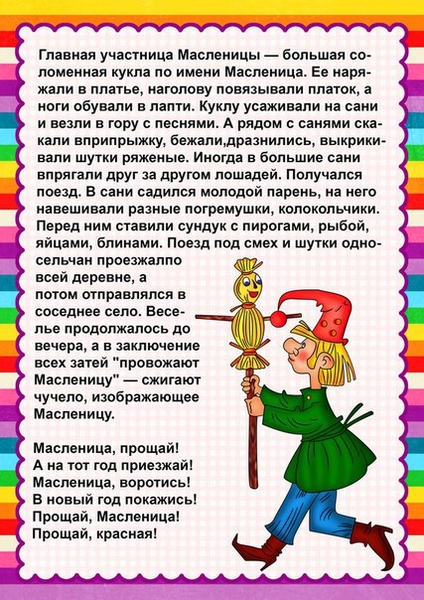 Главная участница Масленицы — большая со-
ломенная кукла по имени Масленица. Ее наря-
жали в платье, наголову повязывали платок, а
ноги обували в лапти. Куклу усаживали на сани
и везли в гору с песнями. А рядом с санями ска-
кали вприпрыжку, бежали,дразнились, выкрики-
вали шутки ряженые. Иногда в большие сани
впрягали друг за другом лошадей. Получался
поезд. В сани садился молодой парень, на него
навешивали разные погремушки, колокольчики.
Перед ним ставили сундук с пирогами, рыбой,
яйцами, блинами. Поезд под смех и шутки одно-
сельчан проезжалпо
всей деревне, а
потом отправлялся в
соседнее село. Весе-
лье продолжалось до
вечера, а в заключение
всех затей "провожают
Масленицу" — сжигают
чучело, изображающее
Масленицу.
Масленица, прощай!
А на тот год приезжай!
Масленица, воротись!
В новый год покажись!
Прощай, Масленица!
Прощай, красная!